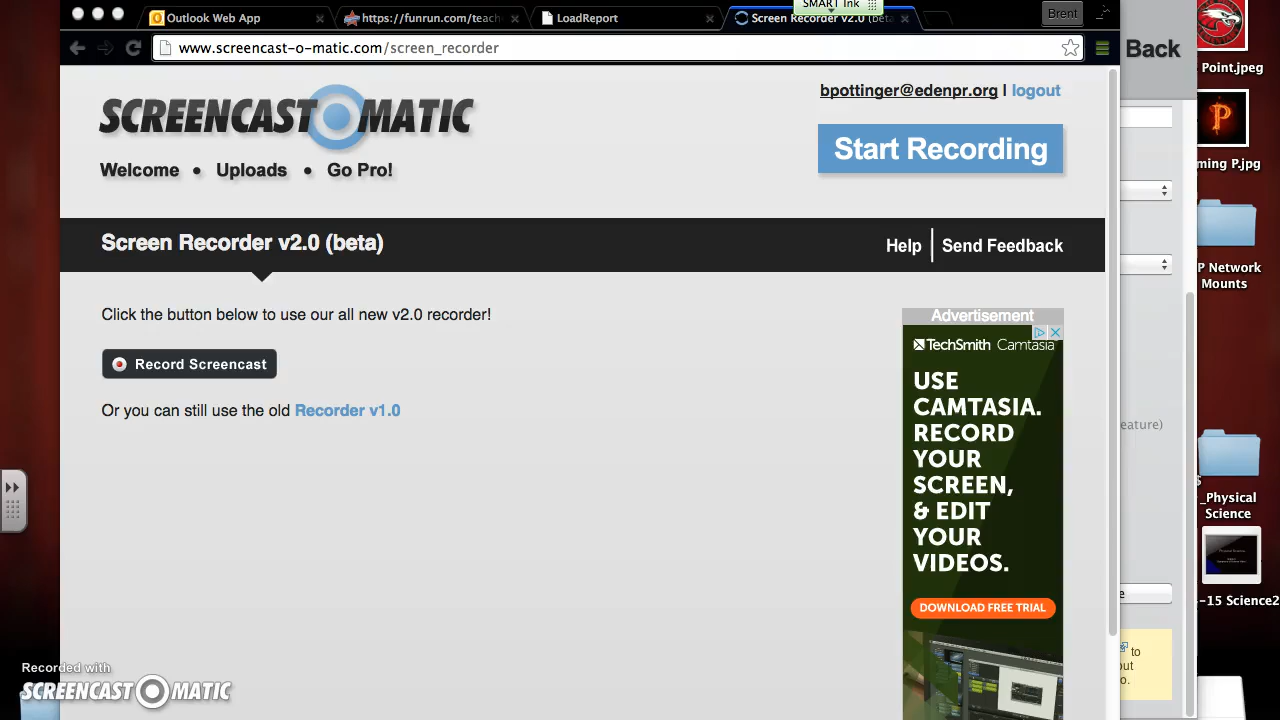 SMART Ink
Outlook Web App
https://funrun.com/teach
LoadReport
Screen Recorder v2.0 (beta
Brent
www.screencast-o-matic.com/screen_recorder
Back
Point.jpeg
SCREENCAST-O-MATIC
bpottinger@edenpr.org | logout
Start Recording
Welcome • Uploads • Go Pro!
ming P.jpg
Screen Recorder v2.0 (beta)
Help
Send Feedback
P Network
Mounts
Click the button below to use our all new v2.0 recorder!
Record Screencast
Or you can still use the old Recorder v1.0
Advertisement
TechSmith Camtasia
USE
CAMTASIA.
RECORD
YOUR
SCREEN,
& EDIT
YOUR
VIDEOS.
DOWNLOAD FREE TRIAL
eature)
_Physical
Science
e
-15 Science2
to
out
o.
Recorded with
SCREENCAST-O-MATIC